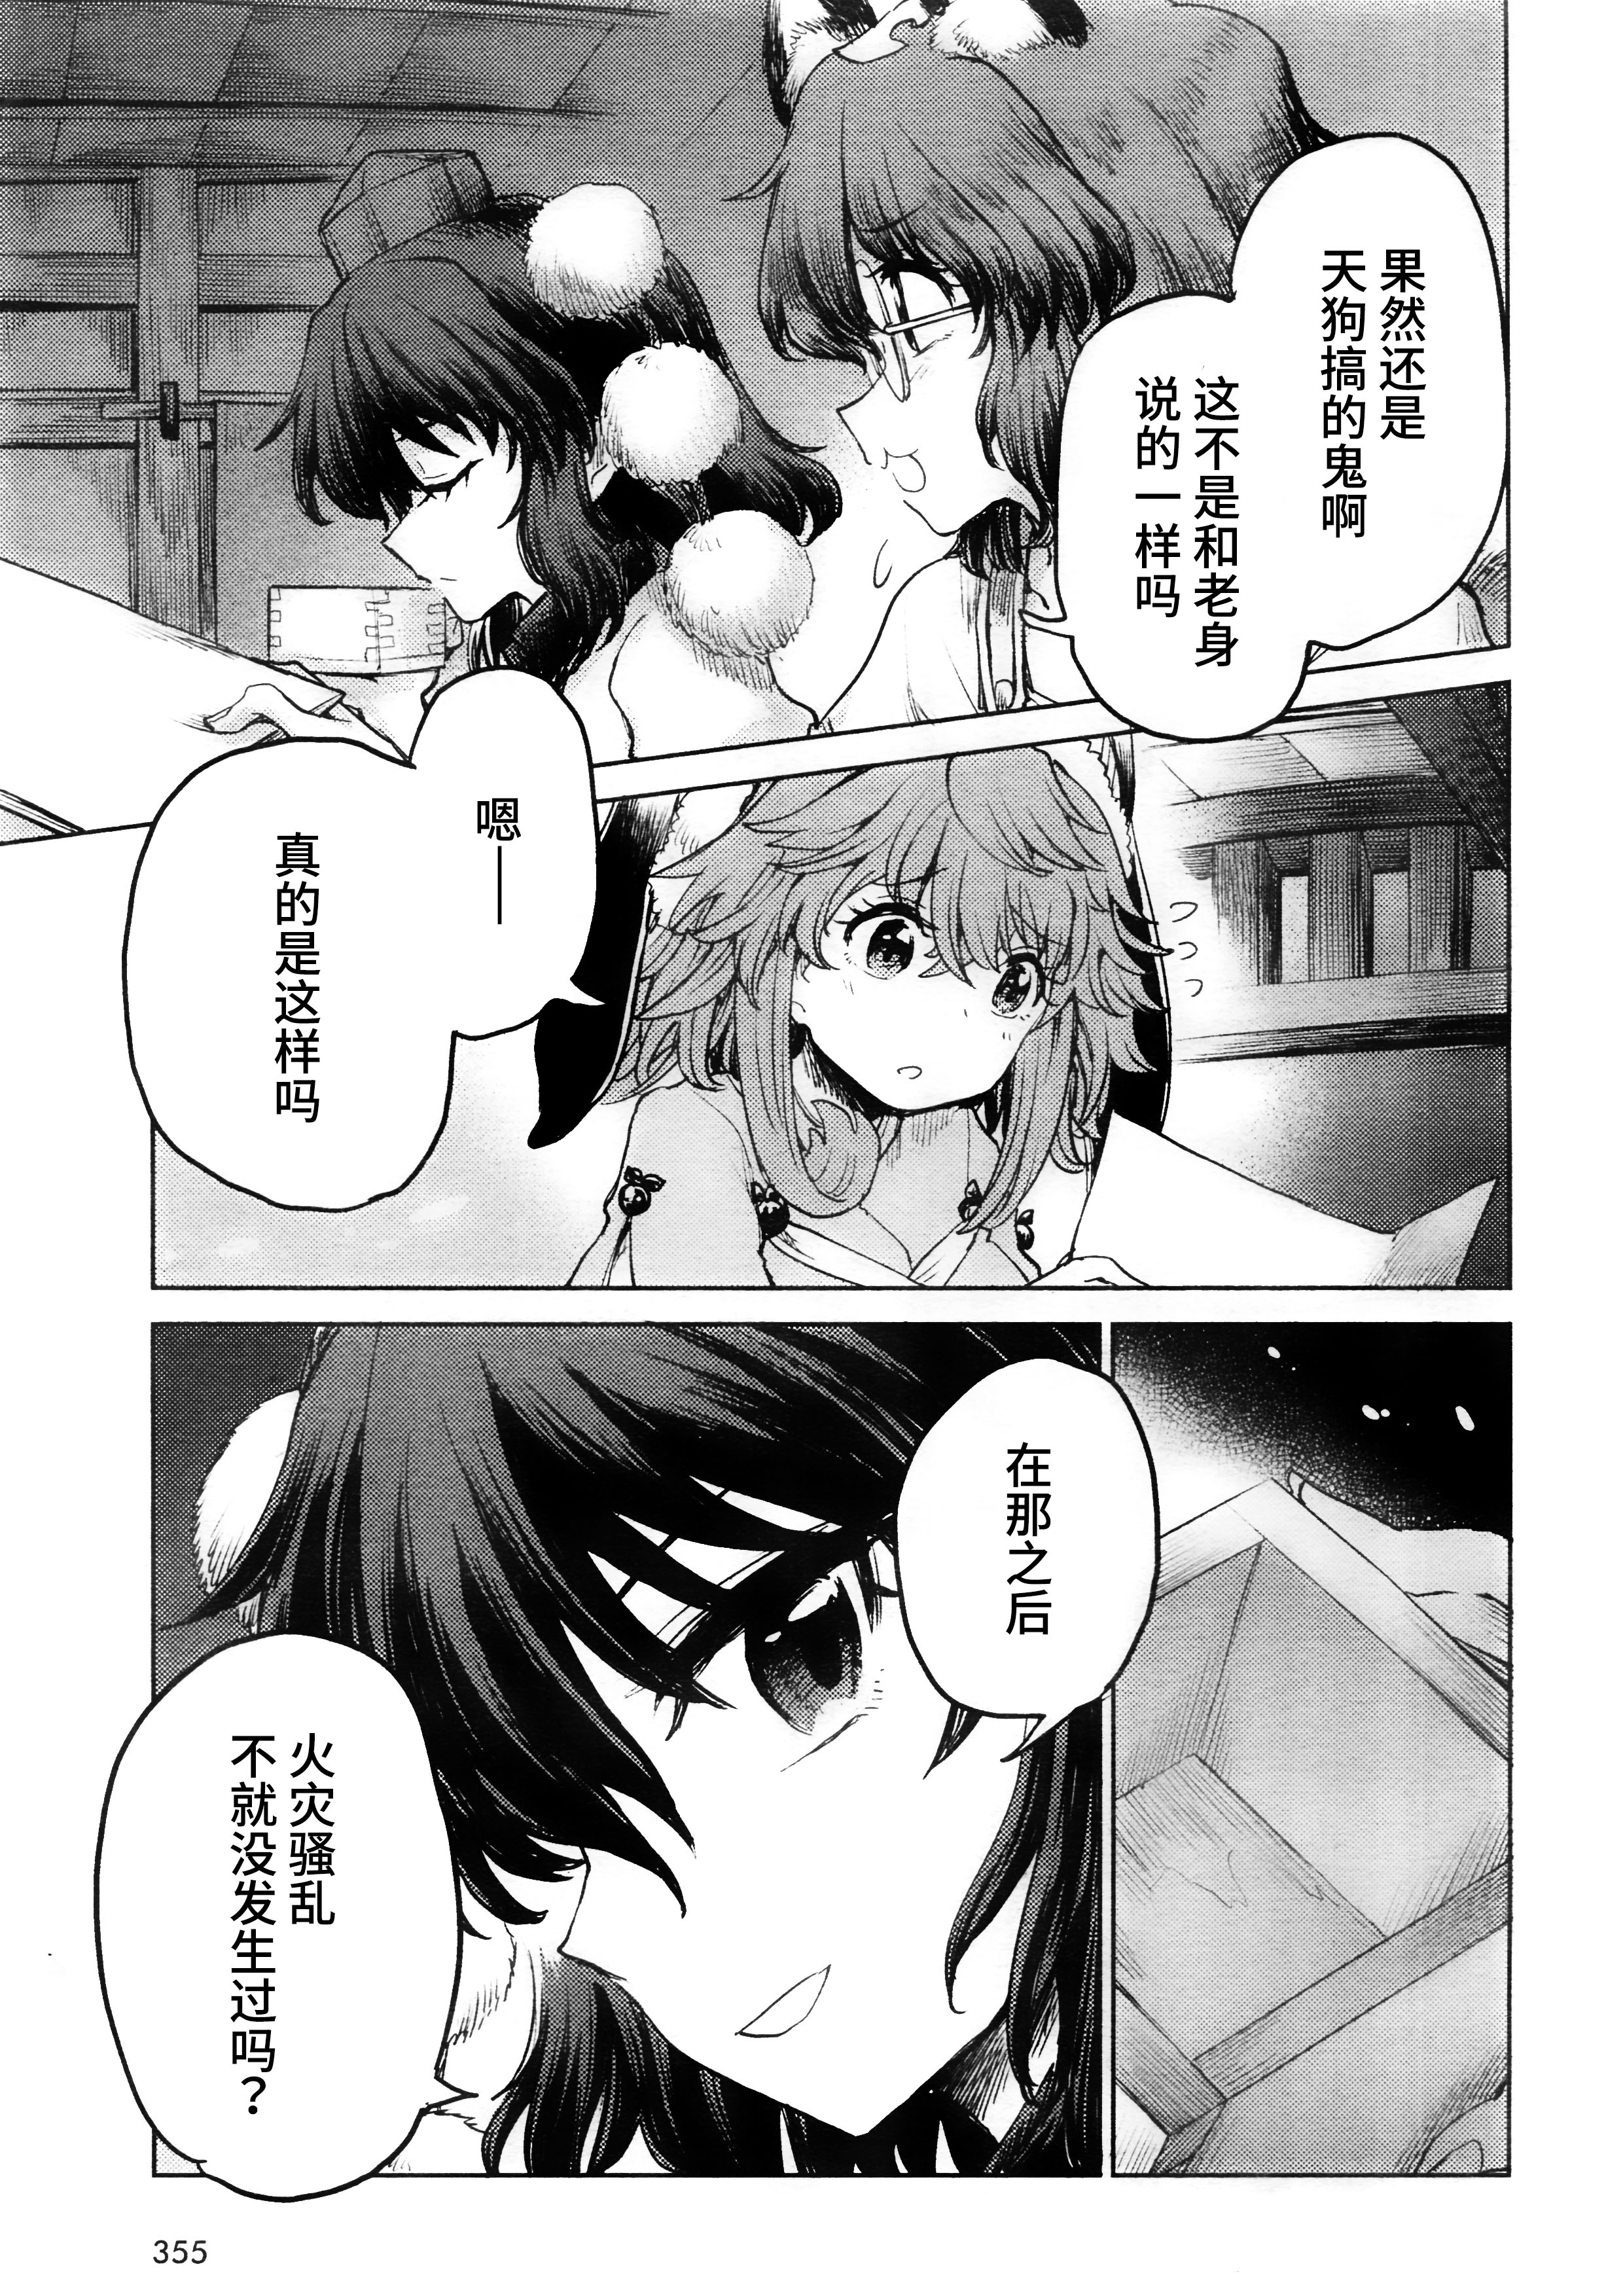 果然还是
天狗搞的鬼啊
这不是和老身
说的一样吗
嗯——
真的是这样吗
在那之后
火灾骚乱
不就没发生过吗？
355